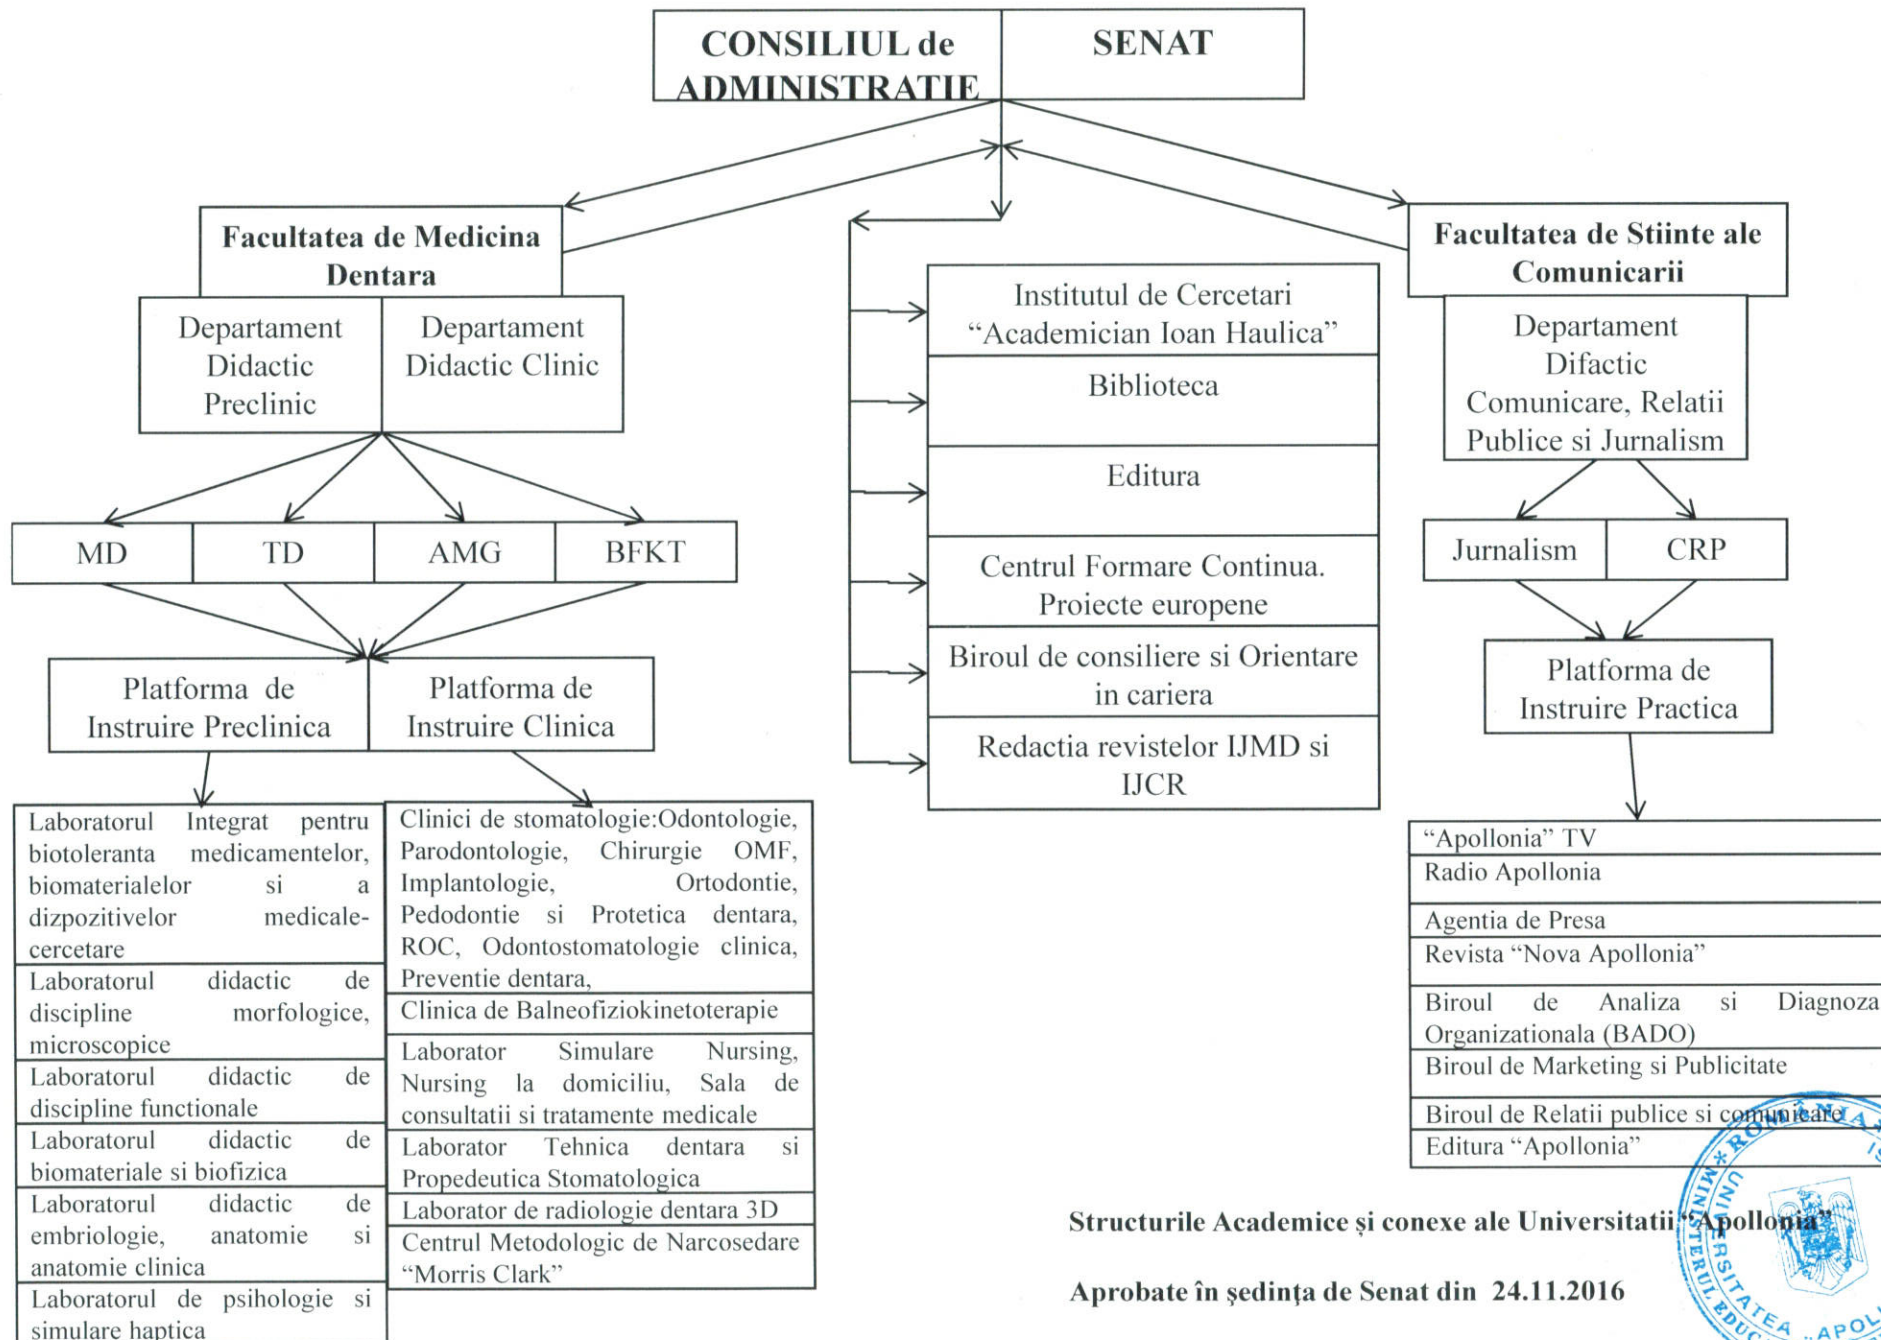 CONSILIUL de
ADMINISTRATIE
SENAT
Facultatea de Medicina
Dentara
Departament
Didactic
Preclinic
Departament
Didactic Clinic
MD
TD
AMG
BFKT
Platforma de
Instruire Preclinica
Platforma de
Instruire Clinica
Laboratorul Integrat pentru
biotoleranta medicamentelor,
biomaterialelor si a
dizpozitivelor medicale-
cercetare
Laboratorul didactic de
discipline morfologice,
microscopice
Laboratorul didactic de
discipline functionale
Laboratorul didactic de
biomateriale si biofizica
Laboratorul didactic de
embriologie, anatomie si
anatomie clinica
Laboratorul de psihologie si
simulare haptica
Clinici de stomatologie:Odontologie,
Parodontologie, Chirurgie OMF,
Implantologie, Ortodontie,
Pedodontie si Protetica dentara,
ROC, Odontostomatologie clinica,
Preventie dentara,
Clinica de Balneofiziokinetoterapie
Laborator Simulare Nursing,
Nursing la domiciliu, Sala de
consultatii si tratamente medicale
Laborator Tehnica dentara si
Propedeutica Stomatologica
Laborator de radiologie dentara 3D
Centrul Metodologic de Narcosedare
“Morris Clark”
Institutul de Cercetari
“Academician Ioan Haulica”
Biblioteca
Editura
Centrul Formare Continua.
Proiecte europene
Biroul de consiliere si Orientare
in cariera
Redactia revistelor IJMD si
IJCR
Facultatea de Stiinte ale
Comunicarii
Departament
Difactic
Comunicare, Relatii
Publice si Jurnalism
Jurnalism
CRP
Platforma de
Instruire Practica
“Apollonia” TV
Radio Apollonia
Agentia de Presa
Revista “Nova Apollonia”
Biroul de Analiza si Diagnoza
Organizationala (BADO)
Biroul de Marketing si Publicitate
Biroul de Relatii publice si comunicare
Editura “Apollonia”
Structurile Academice și conexe ale Universitatii “Apollonia”
Aprobate în ședința de Senat din 24.11.2016
* ROMÂNIA *
MINISTERUL
UNIVERSITATEA